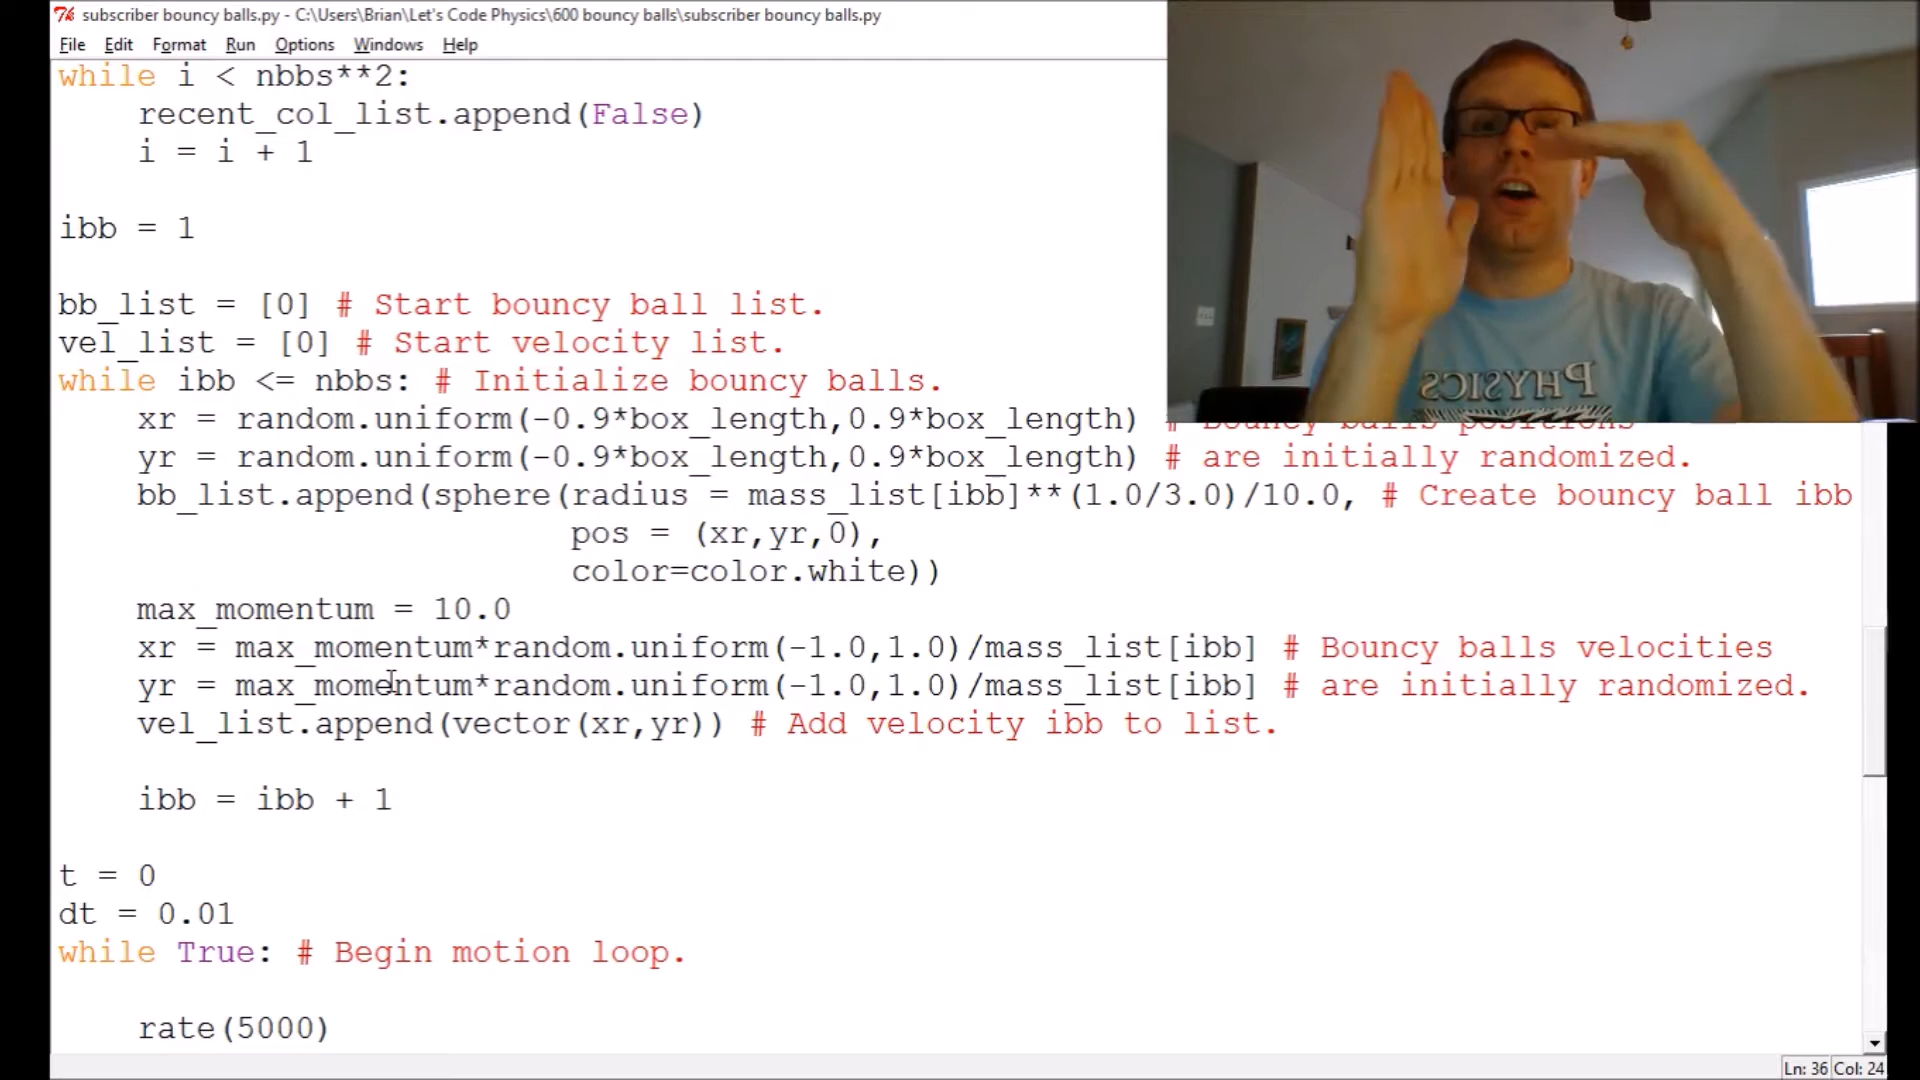 subscriber bouncy balls.py - C:\Users\Brian\Let's Code Physics\600 bouncy balls\subscriber bouncy balls.py
File Edit Format Run Options Windows Help
while i < nbbs**2:
recent_col_list.append(False)
i = i + 1
ibb = 1
bb_list = [0] # Start bouncy ball list.
vel_list = [0] # Start velocity list.
while ibb <= nbbs: # Initialize bouncy balls.
xr = random.uniform(-0.9*box_length,0.9*box_length) # Bouncy balls positions
yr = random.uniform(-0.9*box_length,0.9*box_length) # are initially randomized.
bb_list.append(sphere(radius = mass_list[ibb]**(1.0/3.0)/10.0, # Create bouncy ball ibb
pos = (xr,yr,0),
color=color.white))
max_momentum = 10.0
xr = max_momentum*random.uniform(-1.0,1.0)/mass_list[ibb] # Bouncy balls velocities
yr = max_momentum*random.uniform(-1.0,1.0)/mass_list[ibb] # are initially randomized.
vel_list.append(vector(xr,yr)) # Add velocity ibb to list.
ibb = ibb + 1
t = 0
dt = 0.01
while True: # Begin motion loop.
rate(5000)
Ln: 36 Col: 24
PHYSICS